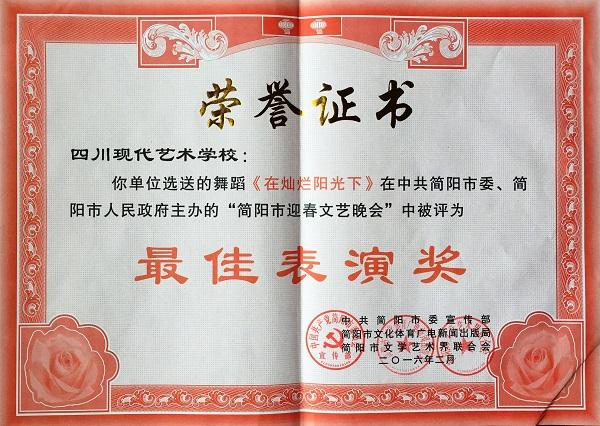 荣誉证书
四川现代艺术学校：
你单位选送的舞蹈《在灿烂阳光下》在中共简阳市委、简
阳市人民政府主办的“简阳市迎春文艺晚会”中被评为
最佳表演奖
中共简阳市委宣传部
简阳市文化体育广电新闻出版局
简阳市文学艺术界联合会
二〇一六年二月
宣传部